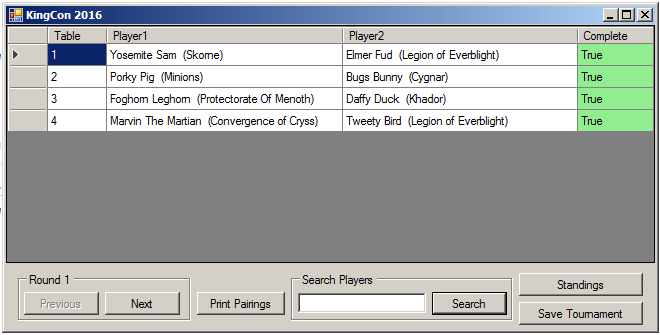 KingCon 2016
Table Player1 Player2 Complete
1 Yosemite Sam (Skorne) Elmer Fud (Legion of Everblight) True
2 Porky Pig (Minions) Bugs Bunny (Cygnar) True
3 Foghorn Leghorn (Protectorate Of Menoth) Daffy Duck (Khador) True
4 Marvin The Martian (Convergence of Cryss) Tweety Bird (Legion of Everblight) True
Round 1 Search Players
Standings
Previous Next Print Pairings Search
Save Tournament